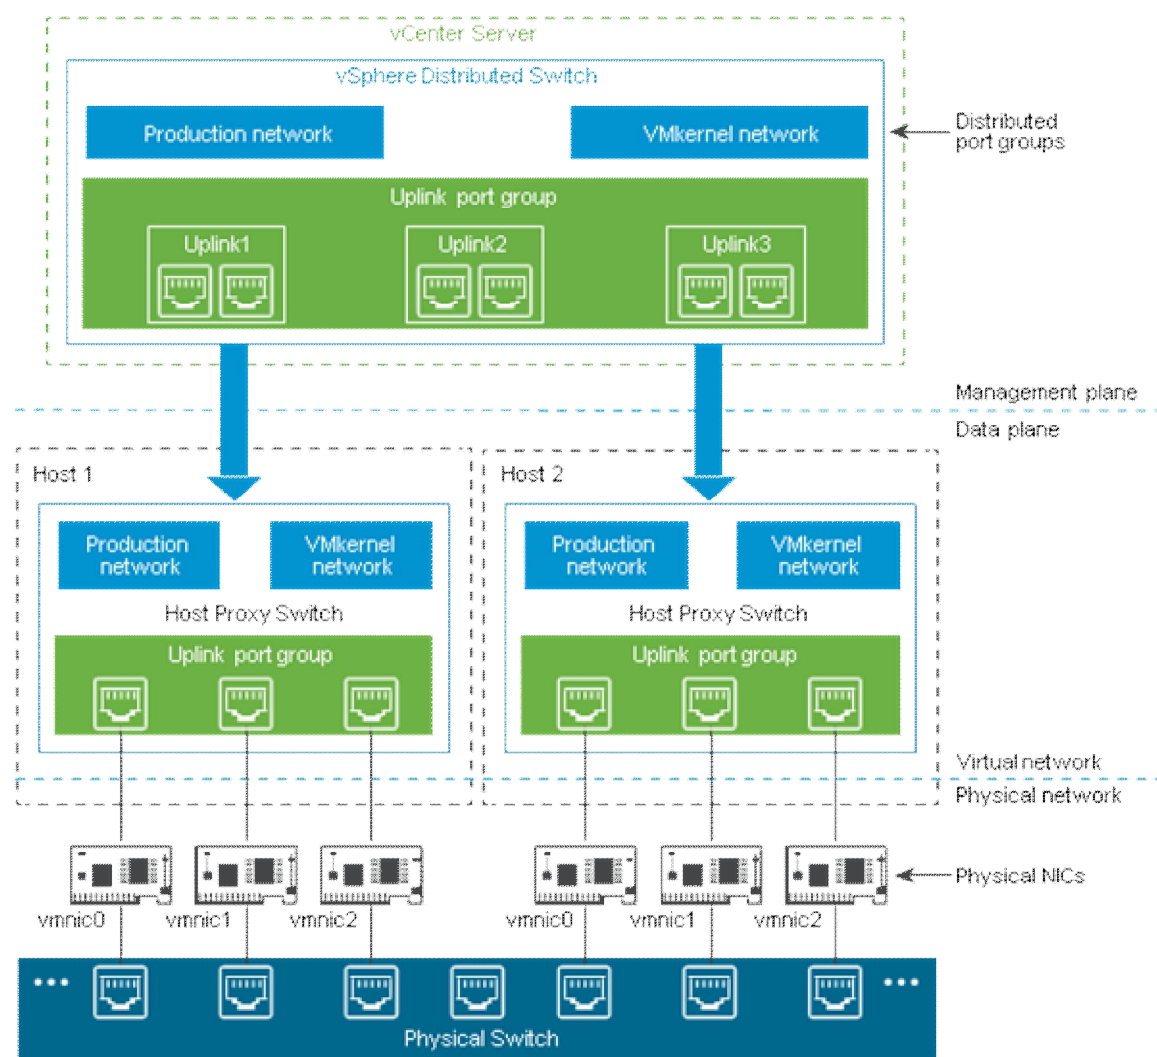 vCenter Server
vSphere Distributed Switch
Production network
VMkernel network
Distributed
port groups
Uplink port group
Uplink1
Uplink2
Uplink3
Management plane
Data plane
Host 1
Host 2
Production
network
VMkernel
network
Production
network
VMkernel
network
Host Proxy Switch
Host Proxy Switch
Uplink port group
Uplink port group
Virtual network
Physical network
Physical NICs
vmnic0
vmnic1
vmnic2
vmnic0
vmnic1
vmnic2
Physical Switch